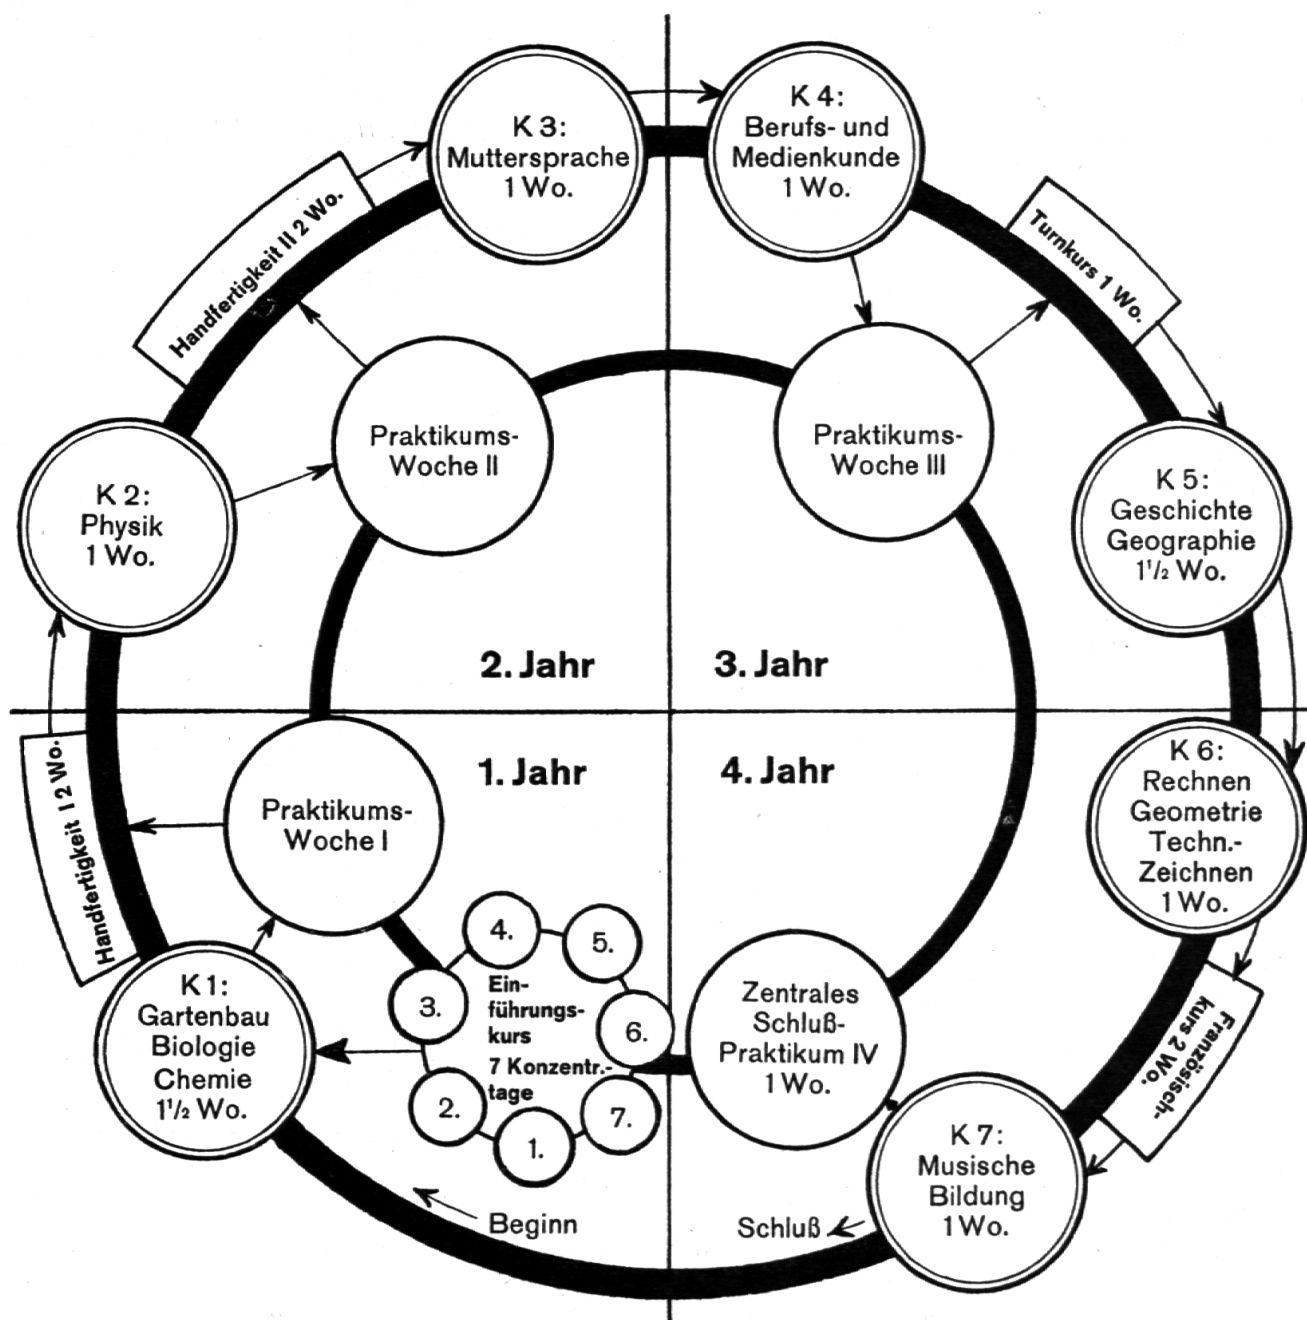 K 3:
Muttersprache
1 Wo.
K 4:
Berufs- und
Medienkunde
1 Wo.
Handfertigkeit II 2 Wo.
Turnkurs 1 Wo.
Praktikums-
Woche II
Praktikums-
Woche III
K 2:
Physik
1 Wo.
K 5:
Geschichte
Geographie
1 1/2 Wo.
2. Jahr
3. Jahr
1. Jahr
4. Jahr
Handfertigkeit I 2 Wo.
Praktikums-
Woche I
K 6:
Rechnen
Geometrie
Techn.-
Zeichnen
1 Wo.
K 1:
Gartenbau
Biologie
Chemie
1 1/2 Wo.
4.
5.
3.
6.
2.
7.
1.
Ein-
führungs-
kurs
7 Konzentr.-
tage
Zentrales
Schluß-
Praktikum IV
1 Wo.
Französisch-
kurs 2 Wo.
K 7:
Musische
Bildung
1 Wo.
Beginn
Schluß